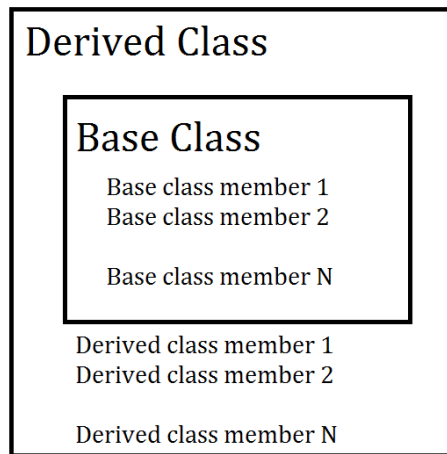 Derived Class
Base Class
Base class member 1
Base class member 2
Base class member N
Derived class member 1
Derived class member 2
Derived class member N